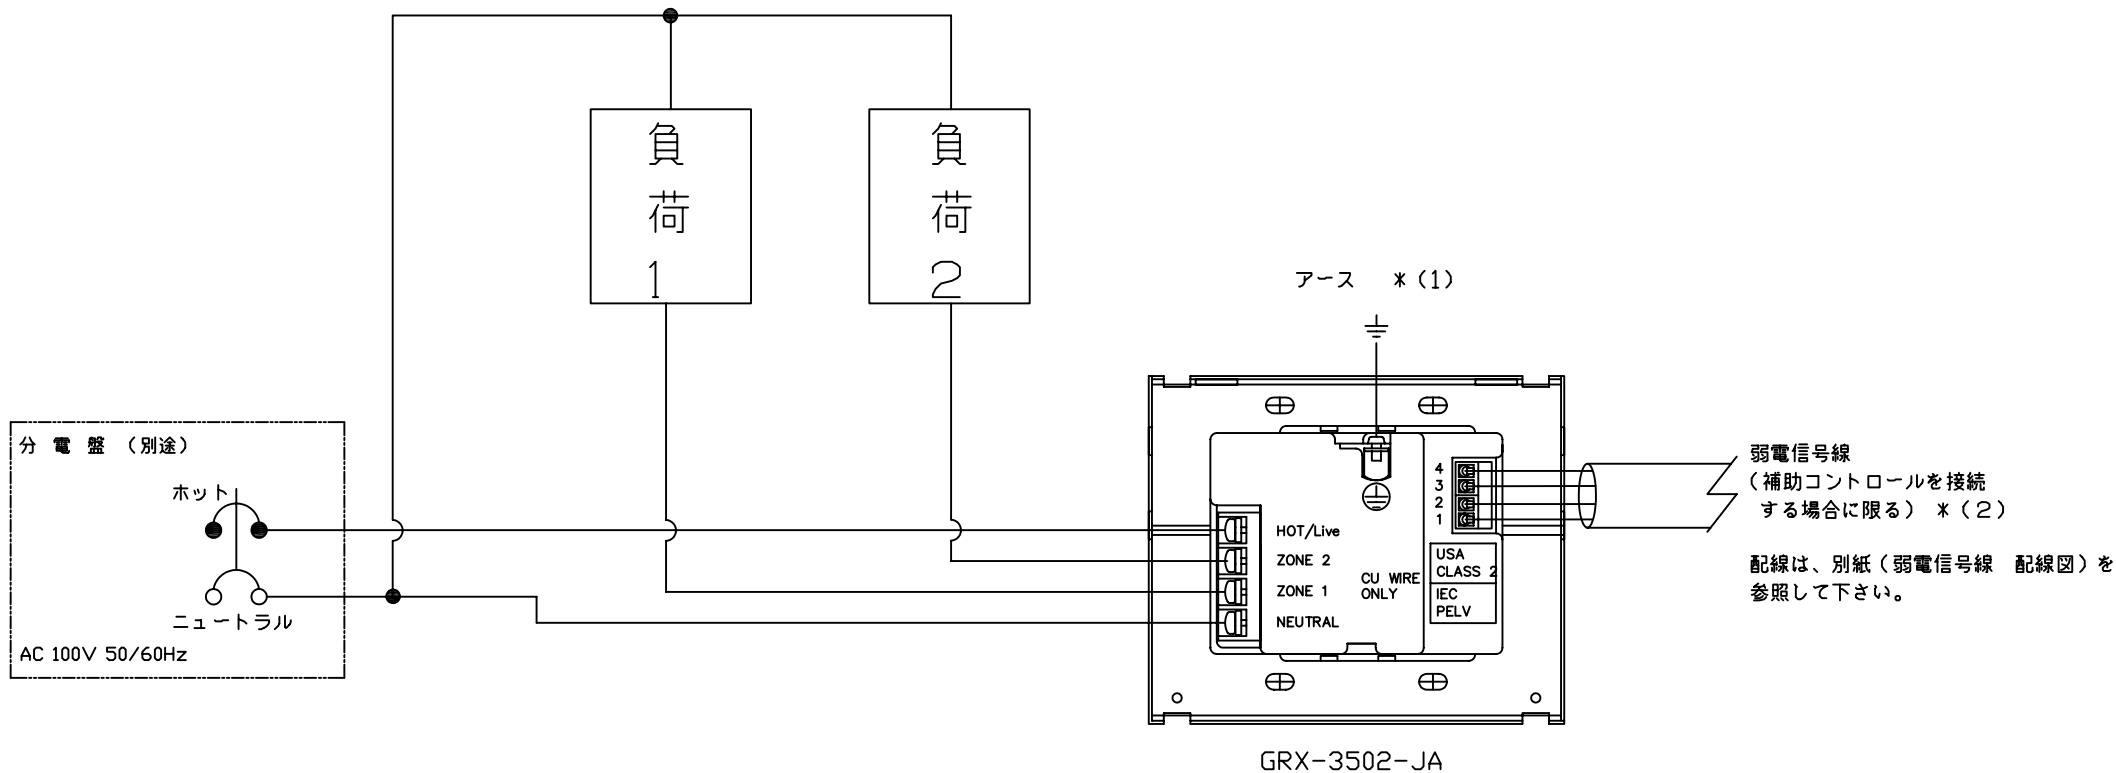 負荷1
負荷2
アース ＊(1)
分電盤 (別途)
ホット
ニュートラル
AC 100V 50/60Hz
HOT/Live
ZONE 2
ZONE 1
NEUTRAL
CU WIRE
ONLY
4
3
2
1
USA
CLASS 2
IEC
PELV
弱電信号線
(補助コントロールを接続
する場合に限る) ＊(2)
配線は、別紙(弱電信号線 配線図)を
参照して下さい。
GRX-3502-JA